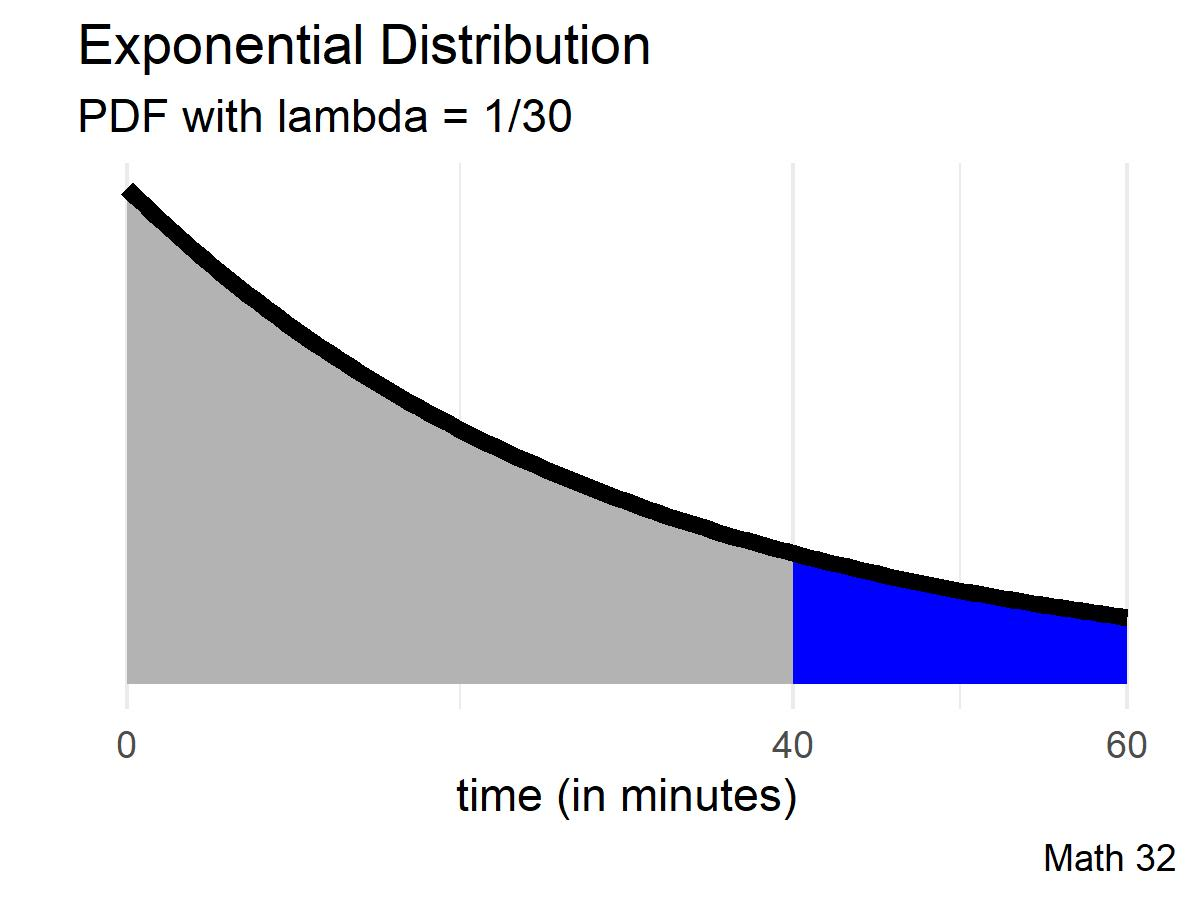 Exponential Distribution
PDF with lambda = 1/30
0 40 60
time (in minutes)
Math 32